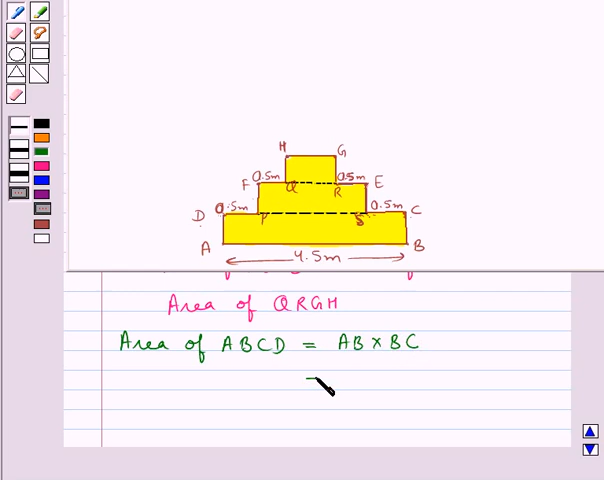 H G
F 0.5m Q R 0.5m E
D 0.5m P S 0.5m C
A B
4.5m
Area of QRGH
Area of ABCD = AB × BC
=